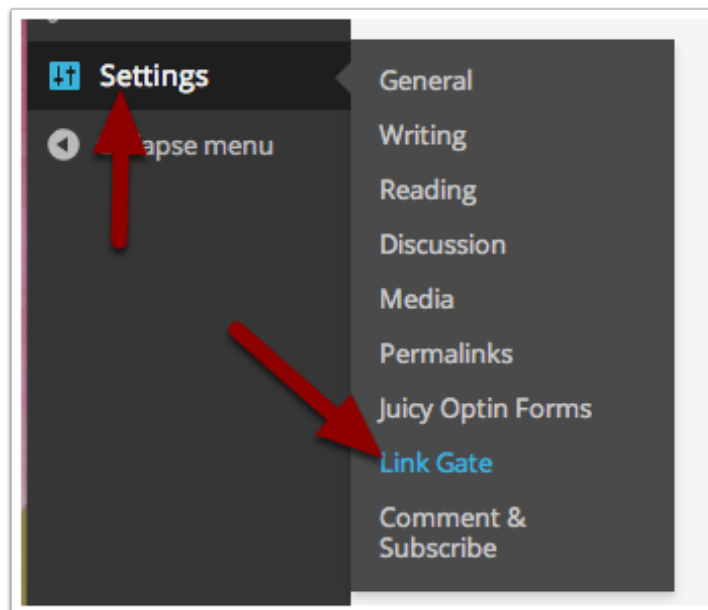 Settings
General
Writing
apse menu
Reading
Discussion
Media
Permalinks
Juicy Optin Forms
Link Gate
Comment &
Subscribe